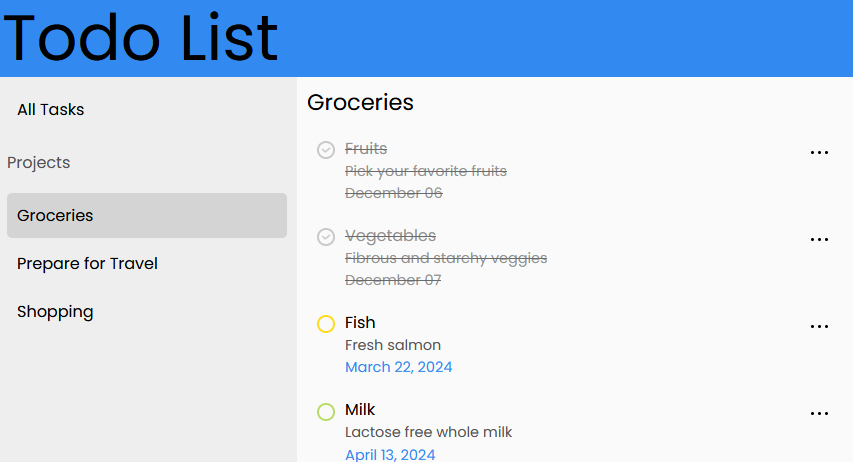 Todo List
All Tasks
Projects
Groceries
Prepare for Travel
Shopping
Groceries
Fruits
Pick your favorite fruits
December 06
Vegetables
Fibrous and starchy veggies
December 07
Fish
Fresh salmon
March 22, 2024
Milk
Lactose free whole milk
April 13, 2024